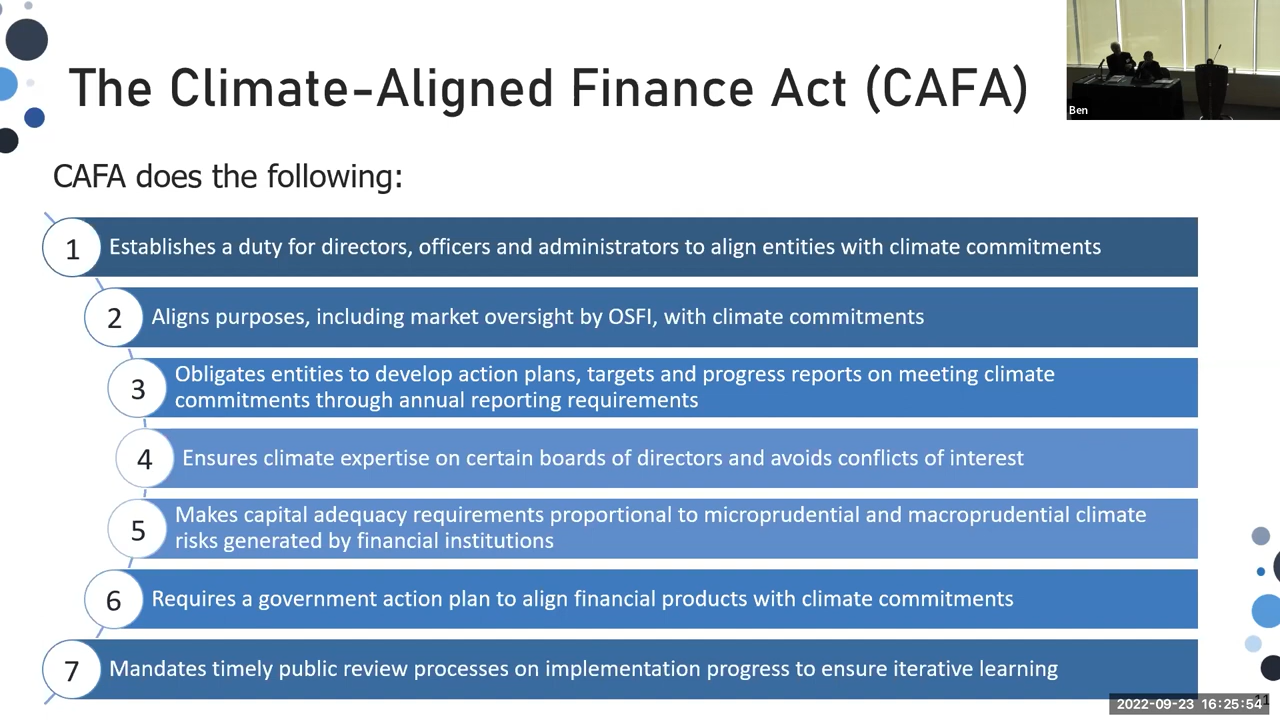 The Climate-Aligned Finance Act (CAFA)
Ben
CAFA does the following:
1
Establishes a duty for directors, officers and administrators to align entities with climate commitments
2
Aligns purposes, including market oversight by OSFI, with climate commitments
3
Obligates entities to develop action plans, targets and progress reports on meeting climate
commitments through annual reporting requirements
4
Ensures climate expertise on certain boards of directors and avoids conflicts of interest
5
Makes capital adequacy requirements proportional to microprudential and macroprudential climate
risks generated by financial institutions
6
Requires a government action plan to align financial products with climate commitments
7
Mandates timely public review processes on implementation progress to ensure iterative learning
11
2022-09-23 16:25:54